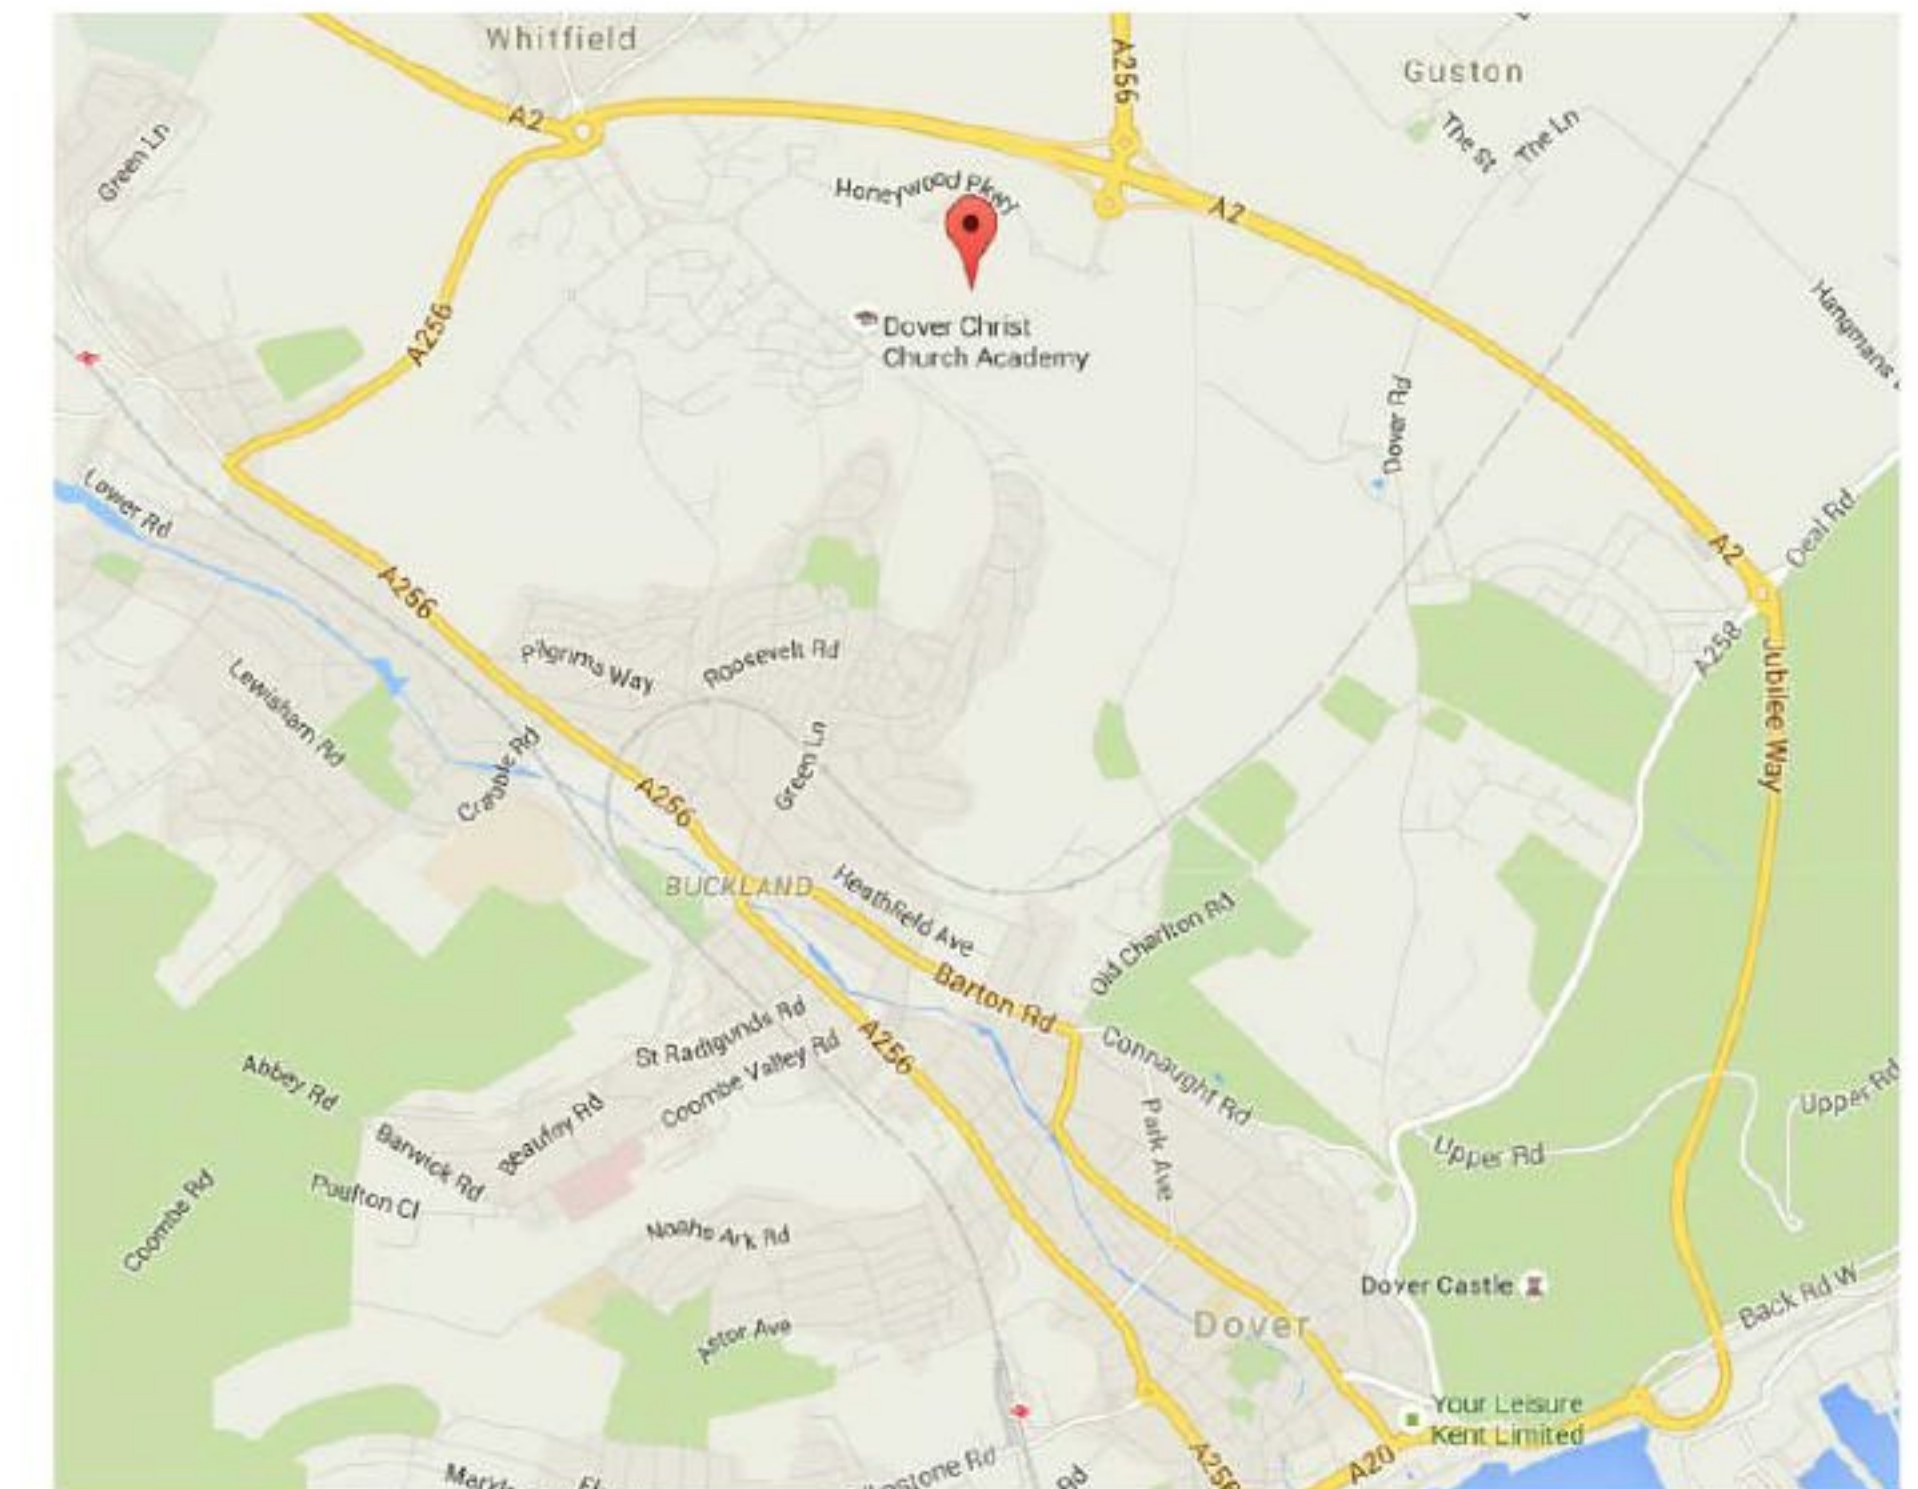 Whitfield
A256
Guston
A2
The St
The Ln
Green Ln
Honeywood Pkwy
A2
Hangmans
A256
Dover Christ
Church Academy
Dover Rd
Lower Rd
Deal Rd
A2
A256
A258
Pilgrims Way
Roosevelt Rd
Jubilee Way
Lewisham Rd
Crabble Rd
Green Ln
A256
BUCKLAND
Heathfield Ave
Old Charlton Rd
Barton Rd
St Radigunds Rd
A256
Connaught Rd
Coombe Valley Rd
Abbey Rd
Beaufoy Rd
Park Ave
Upper Rd
Barwick Rd
Upper Rd
Poulton Cl
Coombe Rd
Noahs Ark Rd
Dover Castle
Back Rd W
Dover
Astor Ave
Your Leisure
Kent Limited
A20
A256
Rd